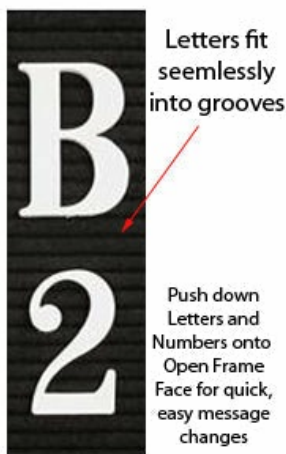 B
2
Letters fit
seemlessly
into grooves
Push down
Letters and
Numbers onto
Open Frame
Face for quick,
easy message
changes